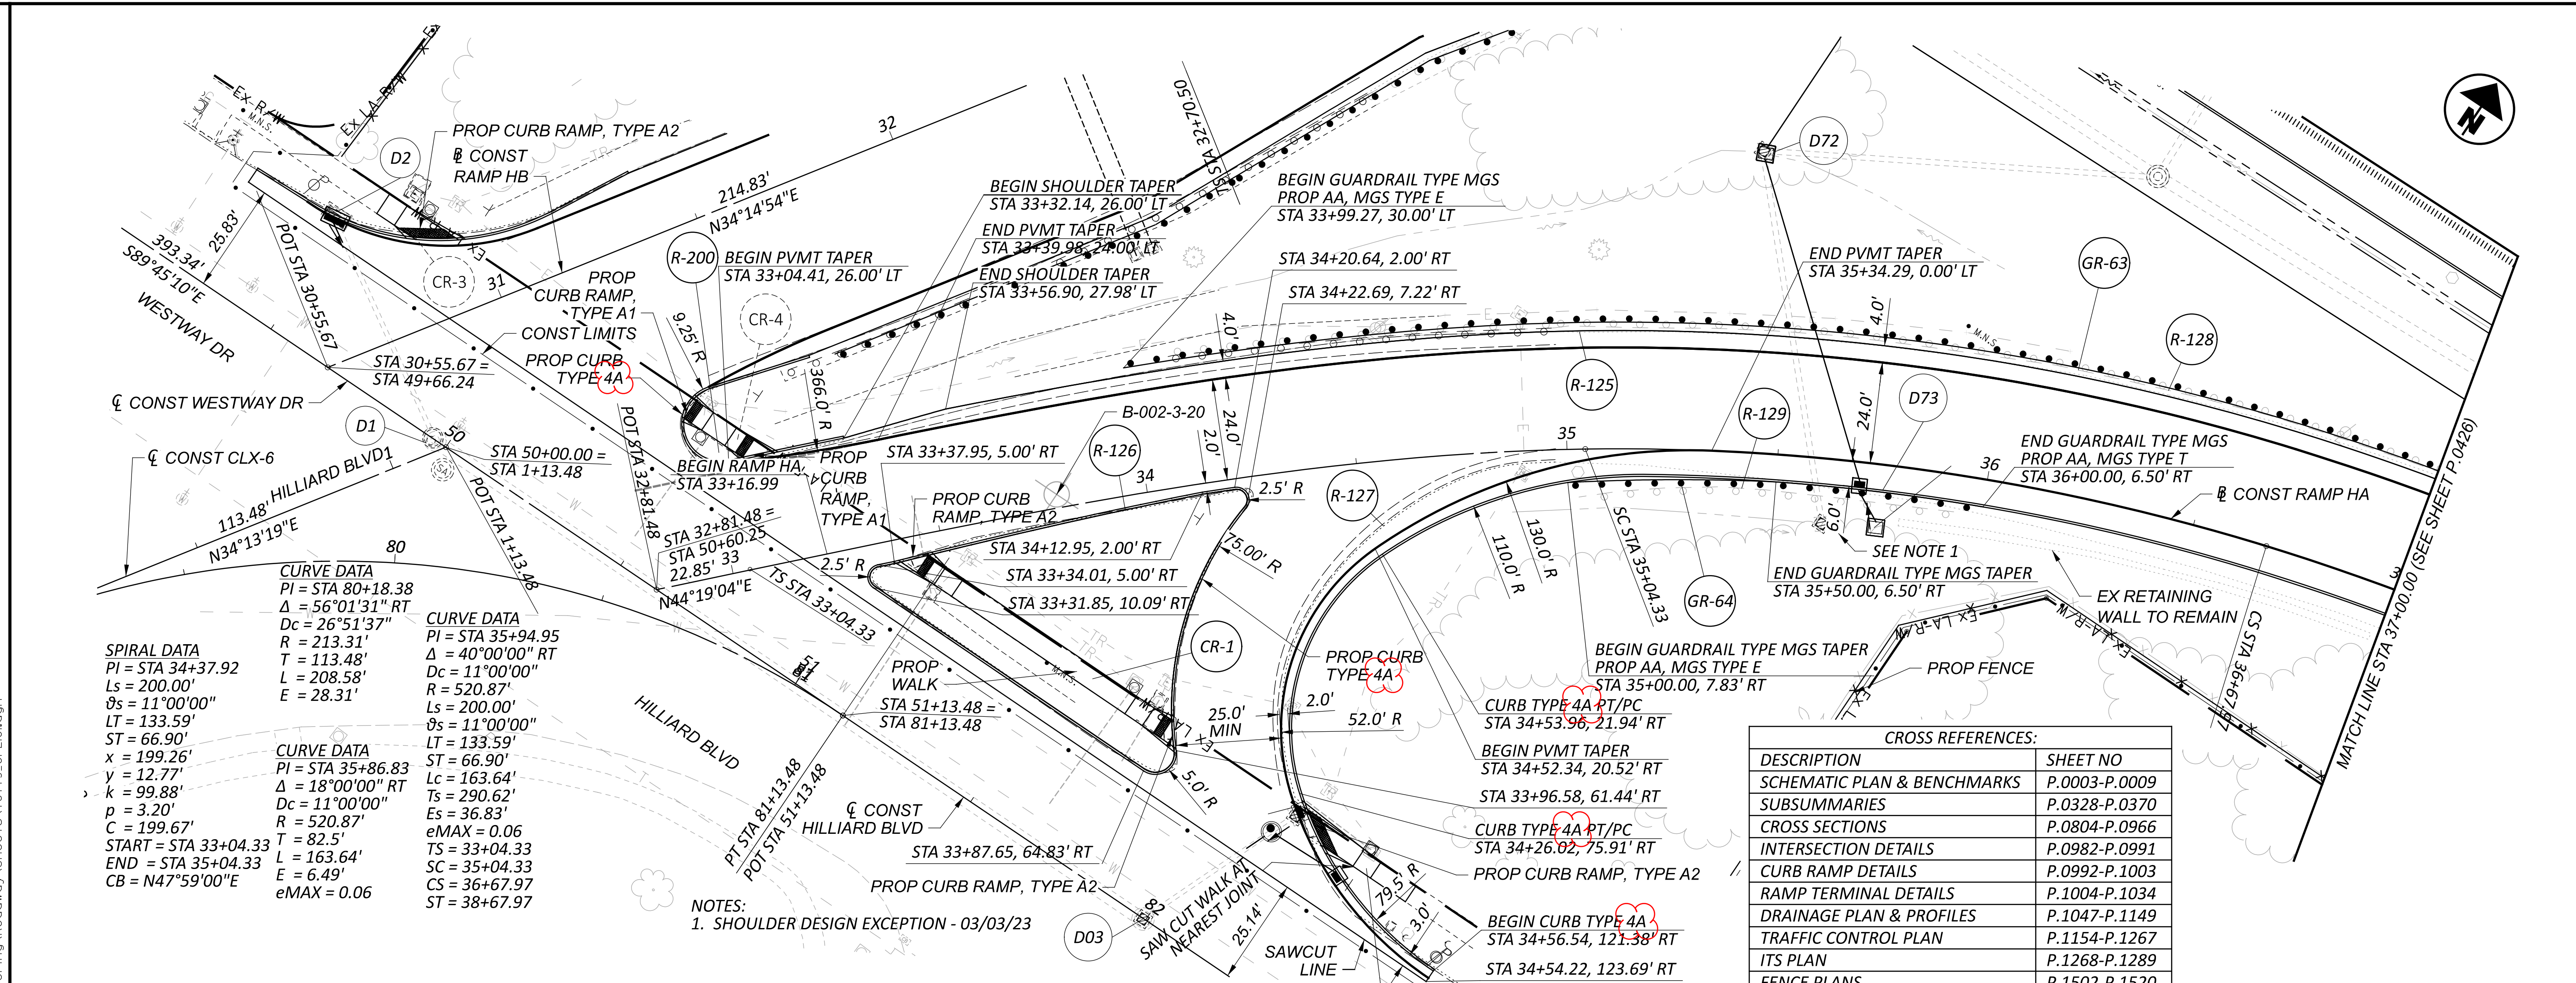 EX R/W
M.N.S.
EX LA-R/W
D2
PROP CURB RAMP, TYPE A2
℄ CONST
RAMP HB
32
214.83'
N34°14'54"E
31
CR-3
25.83'
POT STA 30+55.67
393.34'
S89°45'10"E
WESTWAY DR
STA 30+55.67 =
STA 49+66.24
℄ CONST WESTWAY DR
D1
50
℄ CONST CLX-6
HILLIARD BLVD1
113.48'
N34°13'19"E
STA 50+00.00 =
STA 1+13.48
POT STA 1+13.48
80
PROP
CURB RAMP,
TYPE A1
CONST LIMITS
PROP CURB
TYPE 4A
R-200
BEGIN PVMT TAPER
STA 33+04.41, 26.00' LT
9.25' R
CR-4
366.0' R
BEGIN SHOULDER TAPER
STA 33+32.14, 26.00' LT
END PVMT TAPER
STA 33+39.98, 24.00' LT
END SHOULDER TAPER
STA 33+56.90, 27.98' LT
TS STA 32+70.50
BEGIN GUARDRAIL TYPE MGS
PROP AA, MGS TYPE E
STA 33+99.27, 30.00' LT
STA 34+20.64, 2.00' RT
STA 34+22.69, 7.22' RT
4.0'
24.0'
2.0'
D72
END PVMT TAPER
STA 35+34.29, 0.00' LT
4.0'
GR-63
M.N.S.
R-128
R-125
R-129
24.0'
D73
35
36
END GUARDRAIL TYPE MGS
PROP AA, MGS TYPE T
STA 36+00.00, 6.50' RT
℄ CONST RAMP HA
MATCH LINE STA 37+00.00 (SEE SHEET P.0426)
N
POT STA 32+81.48
BEGIN RAMP HA,
STA 33+16.99
PROP
CURB
RAMP,
TYPE A1
STA 33+37.95, 5.00' RT
B-002-3-20
R-126
34
PROP CURB
RAMP, TYPE A2
2.5' R
R-127
STA 32+81.48 =
STA 50+60.25
22.85'
33
N44°19'04"E
TS STA 33+04.33
2.5' R
STA 34+12.95, 2.00' RT
STA 33+34.01, 5.00' RT
STA 33+31.85, 10.09' RT
75.00' R
130.0' R
110.0' R
SC STA 35+04.33
GR-64
6.0'
SEE NOTE 1
END GUARDRAIL TYPE MGS TAPER
STA 35+50.00, 6.50' RT
EX RETAINING
WALL TO REMAIN
EX LA-R/W
CS STA 36+67.97
PROP FENCE
BEGIN GUARDRAIL TYPE MGS TAPER
PROP AA, MGS TYPE E
STA 35+00.00, 7.83' RT
CR-1
PROP
WALK
M.N.S.
PROP CURB
TYPE 4A
STA 51+13.48 =
STA 81+13.48
51
25.0'
MIN
2.0'
52.0' R
CURB TYPE 4A PT/PC
STA 34+53.96, 21.94' RT
BEGIN PVMT TAPER
STA 34+52.34, 20.52' RT
STA 33+96.58, 61.44' RT
CURB TYPE 4A PT/PC
STA 34+26.02, 75.91' RT
PROP CURB RAMP, TYPE A2
5.0' R
HILLIARD BLVD
PT STA 81+13.48
POT STA 51+13.48
℄ CONST
HILLIARD BLVD
STA 33+87.65, 64.83' RT
PROP CURB RAMP, TYPE A2
82
D03
SAW CUT WALK AT
NEAREST JOINT
25.14'
79.5' R
3.0'
SAWCUT
LINE
BEGIN CURB TYPE 4A
STA 34+56.54, 121.38' RT
STA 34+54.22, 123.69' RT
SPIRAL DATA
PI = STA 34+37.92
Ls = 200.00'
θs = 11°00'00"
LT = 133.59'
ST = 66.90'
x = 199.26'
y = 12.77'
k = 99.88'
p = 3.20'
C = 199.67'
START = STA 33+04.33
END = STA 35+04.33
CB = N47°59'00"E
CURVE DATA
PI = STA 80+18.38
Δ = 56°01'31" RT
Dc = 26°51'37"
R = 213.31'
T = 113.48'
L = 208.58'
E = 28.31'
CURVE DATA
PI = STA 35+86.83
Δ = 18°00'00" RT
Dc = 11°00'00"
R = 520.87'
T = 82.5'
L = 163.64'
E = 6.49'
eMAX = 0.06
CURVE DATA
PI = STA 35+94.95
Δ = 40°00'00" RT
Dc = 11°00'00"
R = 520.87'
Ls = 200.00'
θs = 11°00'00"
LT = 133.59'
ST = 66.90'
Lc = 163.64'
Ts = 290.62'
Es = 36.83'
eMAX = 0.06
TS = 33+04.33
SC = 35+04.33
CS = 36+67.97
ST = 38+67.97
NOTES:
1. SHOULDER DESIGN EXCEPTION - 03/03/23
CROSS REFERENCES:
DESCRIPTION SHEET NO
SCHEMATIC PLAN & BENCHMARKS P.0003-P.0009
SUBSUMMARIES P.0328-P.0370
CROSS SECTIONS P.0804-P.0966
INTERSECTION DETAILS P.0982-P.0991
CURB RAMP DETAILS P.0992-P.1003
RAMP TERMINAL DETAILS P.1004-P.1034
DRAINAGE PLAN & PROFILES P.1047-P.1149
TRAFFIC CONTROL PLAN P.1154-P.1267
ITS PLAN P.1268-P.1289
FENCE PLANS P.1502-P.1520